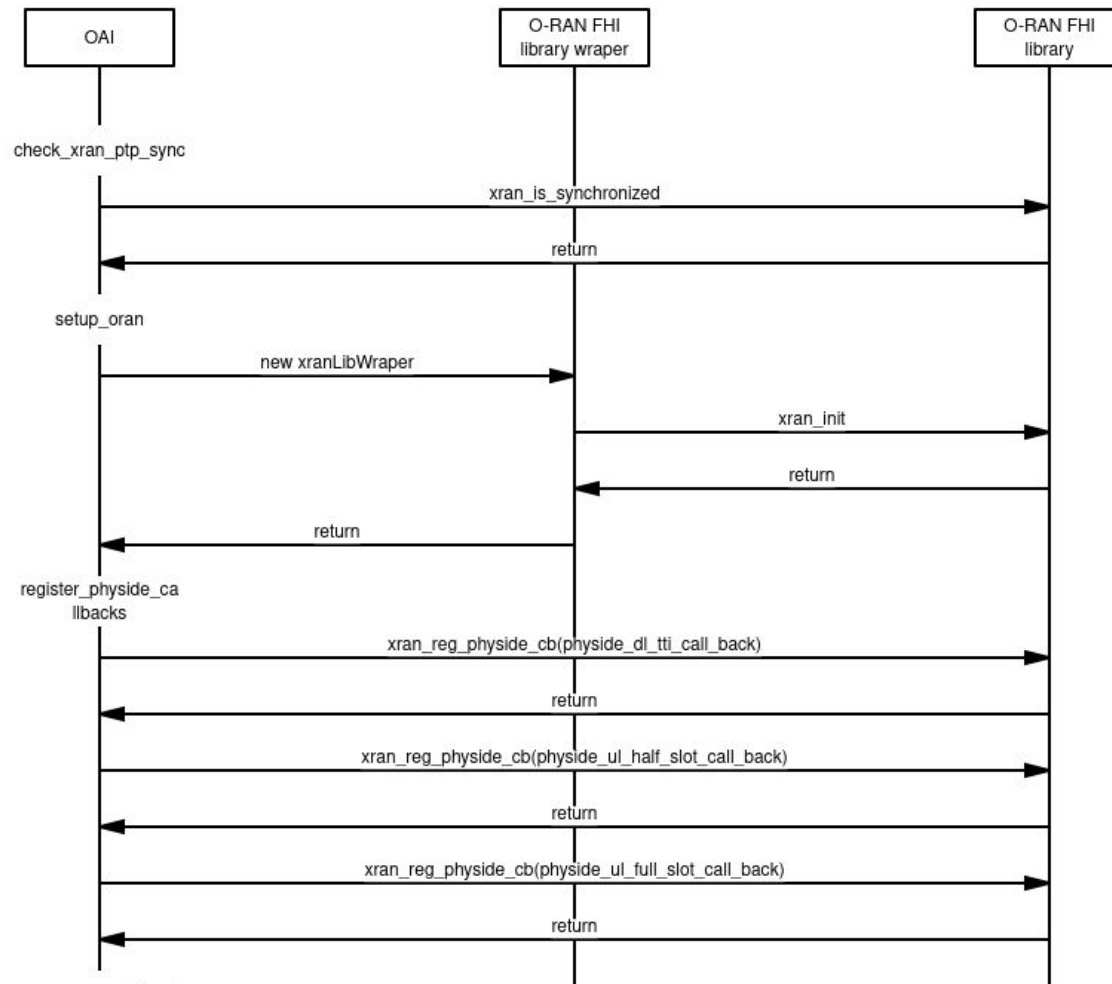 OAI
O-RAN FHI
library wraper
O-RAN FHI
library
check_xran_ptp_sync
xran_is_synchronized
return
setup_oran
new xranLibWraper
xran_init
return
return
register_physide_ca
llbacks
xran_reg_physide_cb(physide_dl_tti_call_back)
return
xran_reg_physide_cb(physide_ul_half_slot_call_back)
return
xran_reg_physide_cb(physide_ul_full_slot_call_back)
return